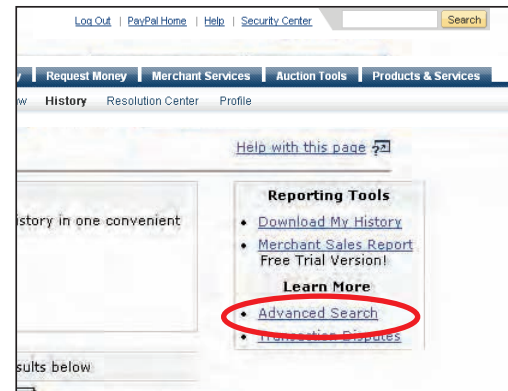 Log Out | PayPal Home | Help | Security Center Search
Request Money Merchant Services Auction Tools Products & Services
History Resolution Center Profile
Help with this page
Reporting Tools
istory in one convenient
• Download My History
• Merchant Sales Report
Free Trial Version!
Learn More
• Advanced Search
• Transaction Disputes
sults below